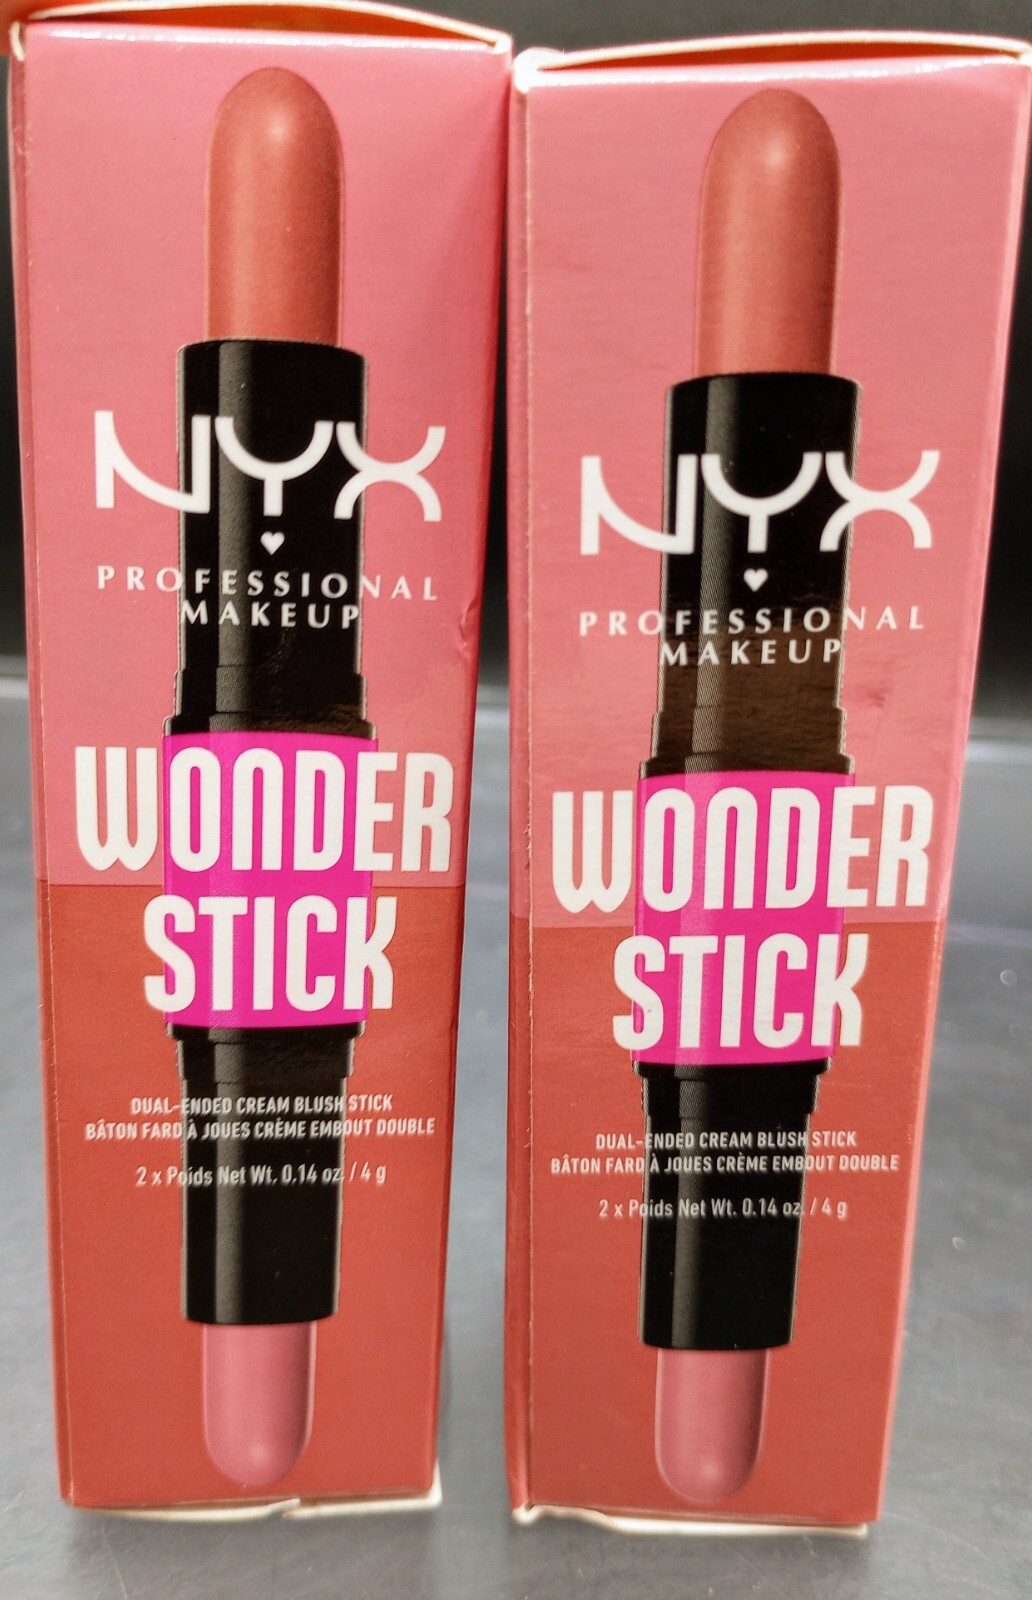 NYX
PROFESSIONAL
MAKEUP
WONDER
STICK
DUAL-ENDED CREAM BLUSH STICK
BÂTON FARD À JOUES CRÈME EMBOUT DOUBLE
2 x Poids Net Wt. 0.14 oz. / 4 g
NYX
PROFESSIONAL
MAKEUP
WONDER
STICK
DUAL-ENDED CREAM BLUSH STICK
BÂTON FARD À JOUES CRÈME EMBOUT DOUBLE
2 x Poids Net Wt. 0.14 oz. / 4 g